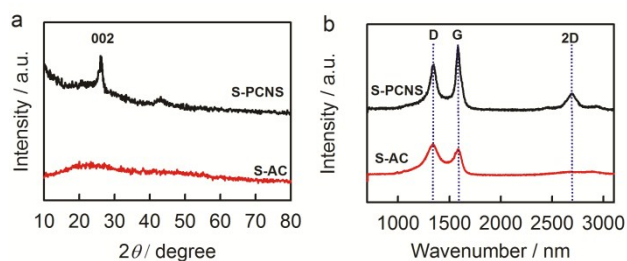 a
002
S-PCNS
S-AC
Intensity / a.u.
10 20 30 40 50 60 70 80
2θ / degree
b
D G 2D
S-PCNS
S-AC
Intensity / a.u.
1000 1500 2000 2500 3000
Wavenumber / nm